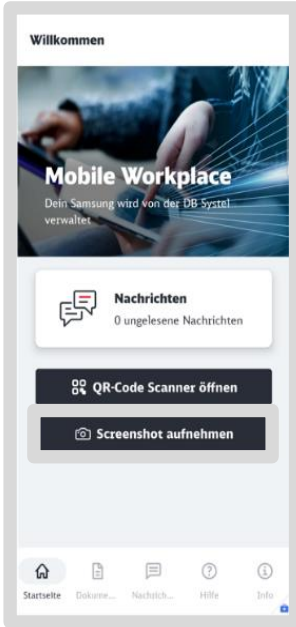 Willkommen
Mobile Workplace
Dein Samsung wird von der DB Systel
verwaltet
Nachrichten
0 ungelesene Nachrichten
QR-Code Scanner öffnen
Screenshot aufnehmen
Startseite Dokume... Nachrich... Hilfe Info